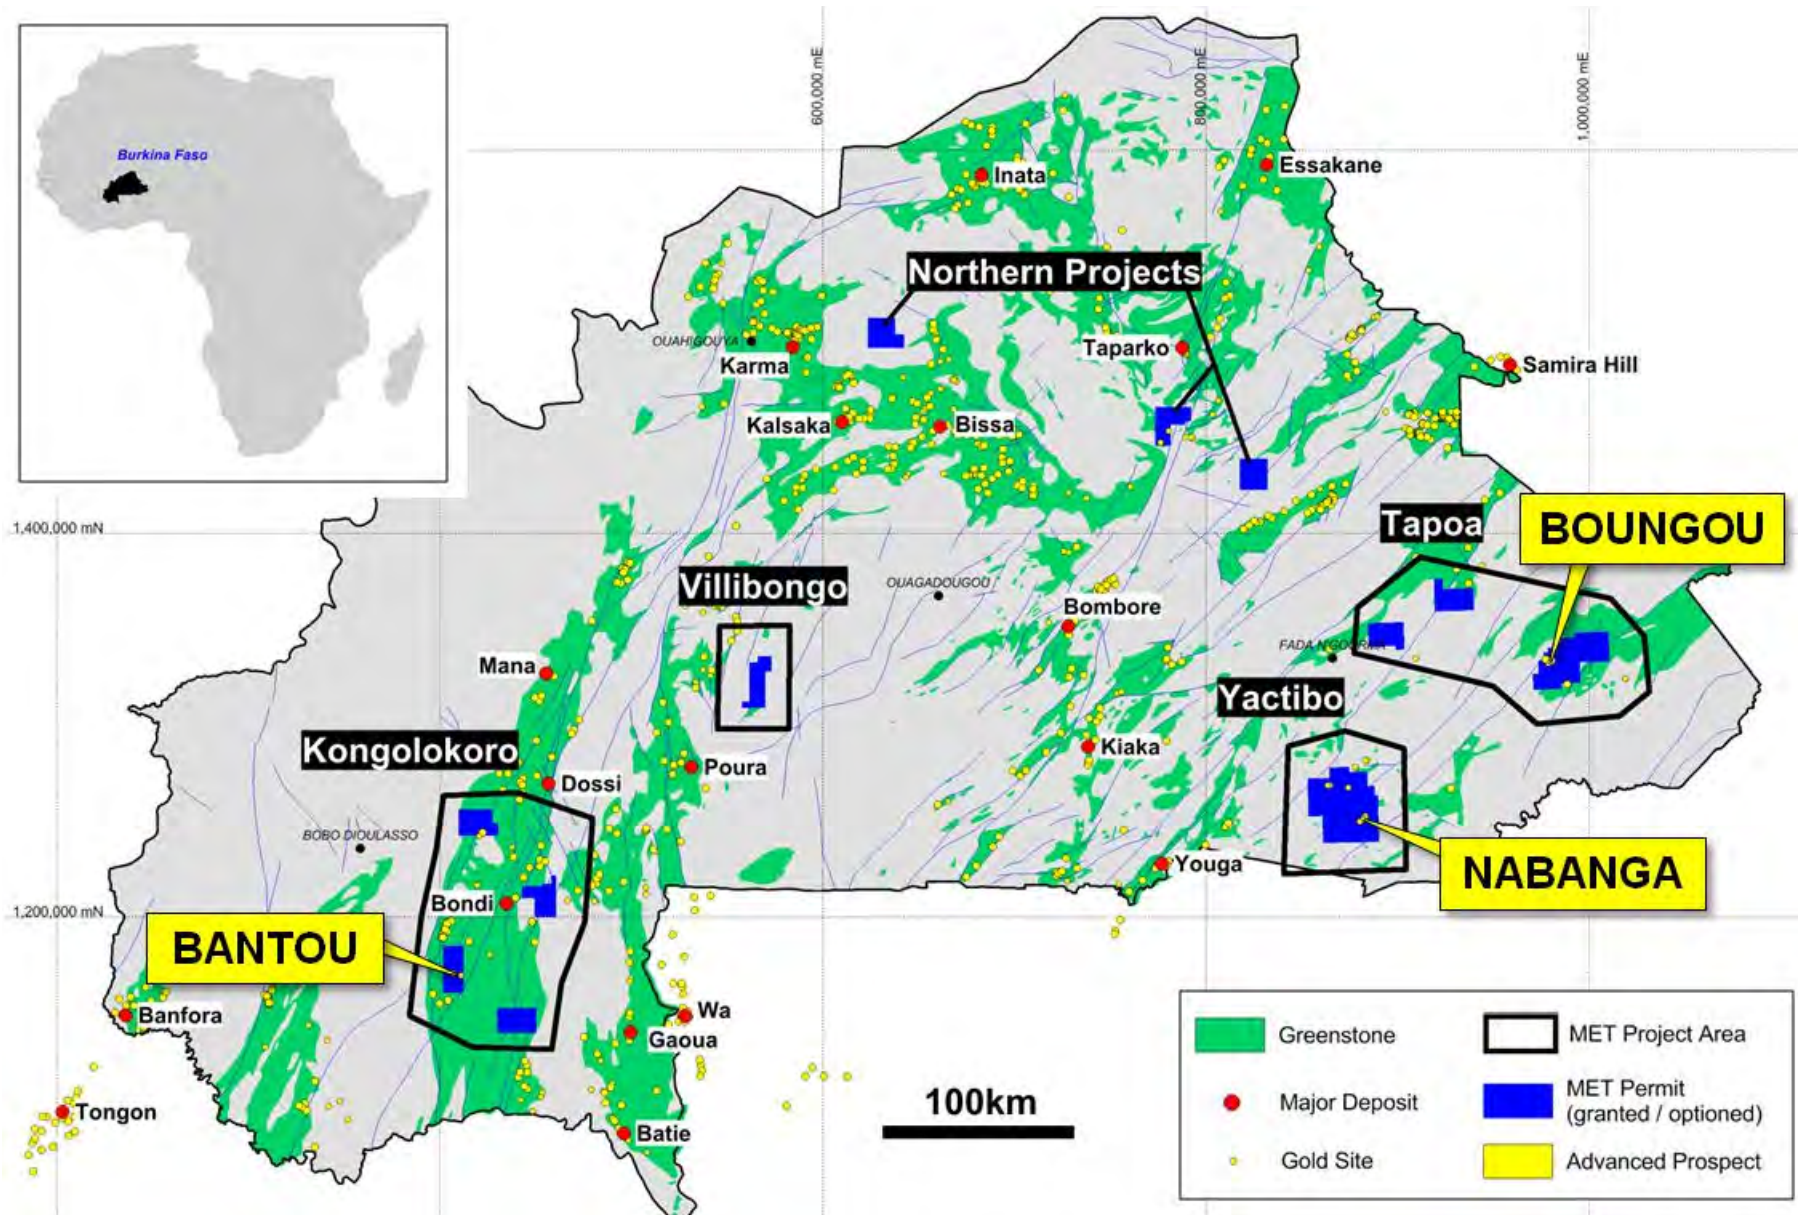 Burkina Faso
600,000 mE
800,000 mE
1,000,000 mE
Inata
Essakane
Northern Projects
OUAHIGOUYA
Karma
Taparko
Samira Hill
Kalsaka
Bissa
1,400,000 mN
Tapoa
BOUNGOU
Villibongo
OUAGADOUGOU
Bombore
FADA N'GOURMA
Mana
Yactibo
Kongolokoro
Poura
Kiaka
Dossi
BOBO DIOULASSO
Youga
NABANGA
Bondi
1,200,000 mN
BANTOU
Banfora
Wa
Gaoua
Tongon
Batie
100km
Greenstone
MET Project Area
Major Deposit
MET Permit
(granted / optioned)
Gold Site
Advanced Prospect